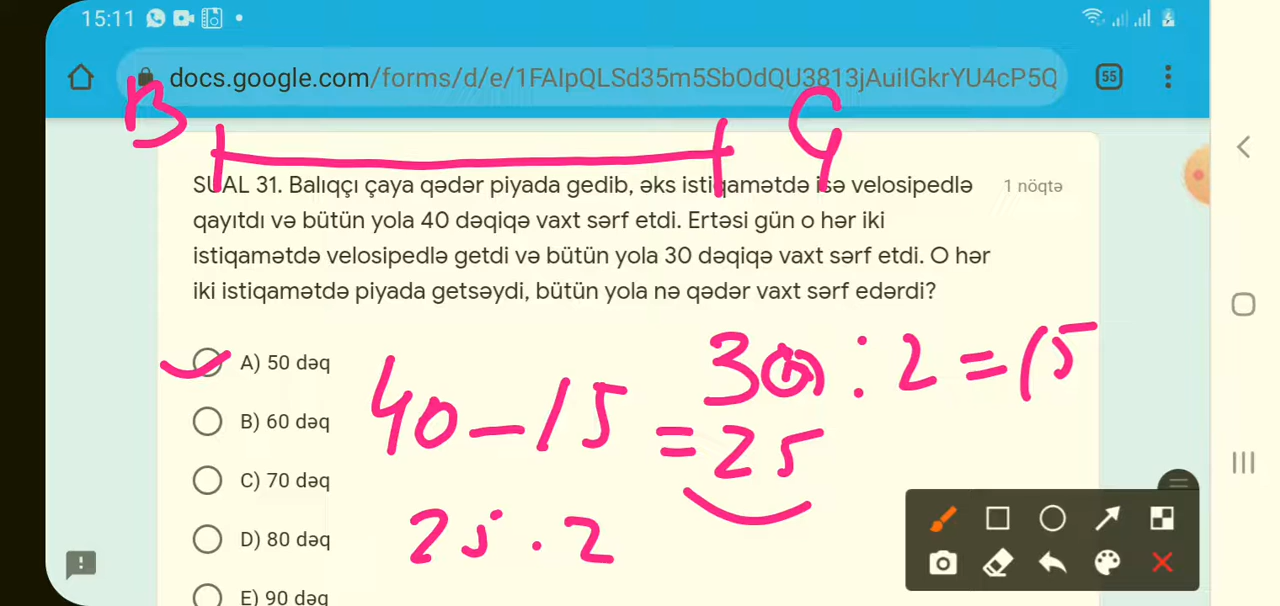 15:11
docs.google.com/forms/d/e/1FAIpQLSd35m5SbOdQU3813jAuiIGkrYU4cP5Q
55
B
Ç
SUAL 31. Balıqçı çaya qədər piyada gedib, əks istiqamətdə isə velosipedlə
1 nöqtə
qayıtdı və bütün yola 40 dəqiqə vaxt sərf etdi. Ertəsi gün o hər iki
istiqamətdə velosipedlə getdi və bütün yola 30 dəqiqə vaxt sərf etdi. O hər
iki istiqamətdə piyada getsəydi, bütün yola nə qədər vaxt sərf edərdi?
A) 50 dəq
B) 60 dəq
C) 70 dəq
D) 80 dəq
E) 90 dəq
30 : 2 = 15
40 - 15 = 25
25 . 2